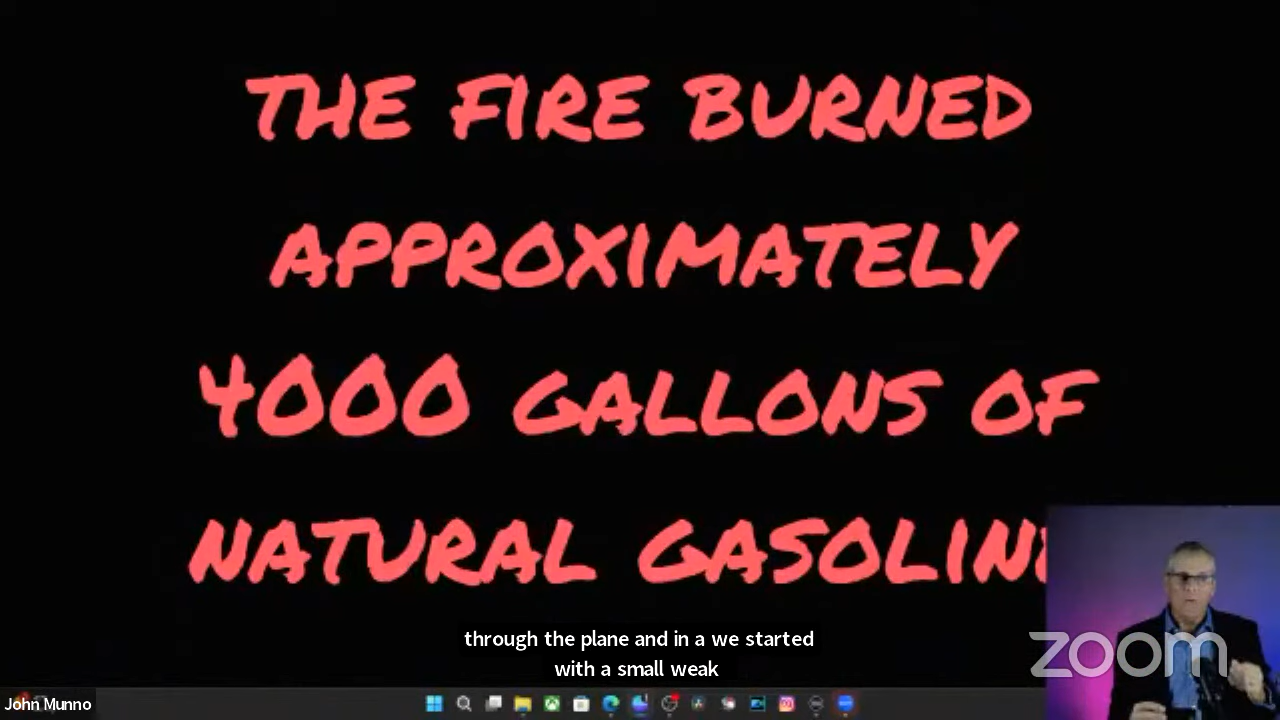 THE FIRE BURNED
APPROXIMATELY
4000 GALLONS OF
NATURAL GASOLIN
through the plane and in a we started
with a small weak
zoom
John Munno